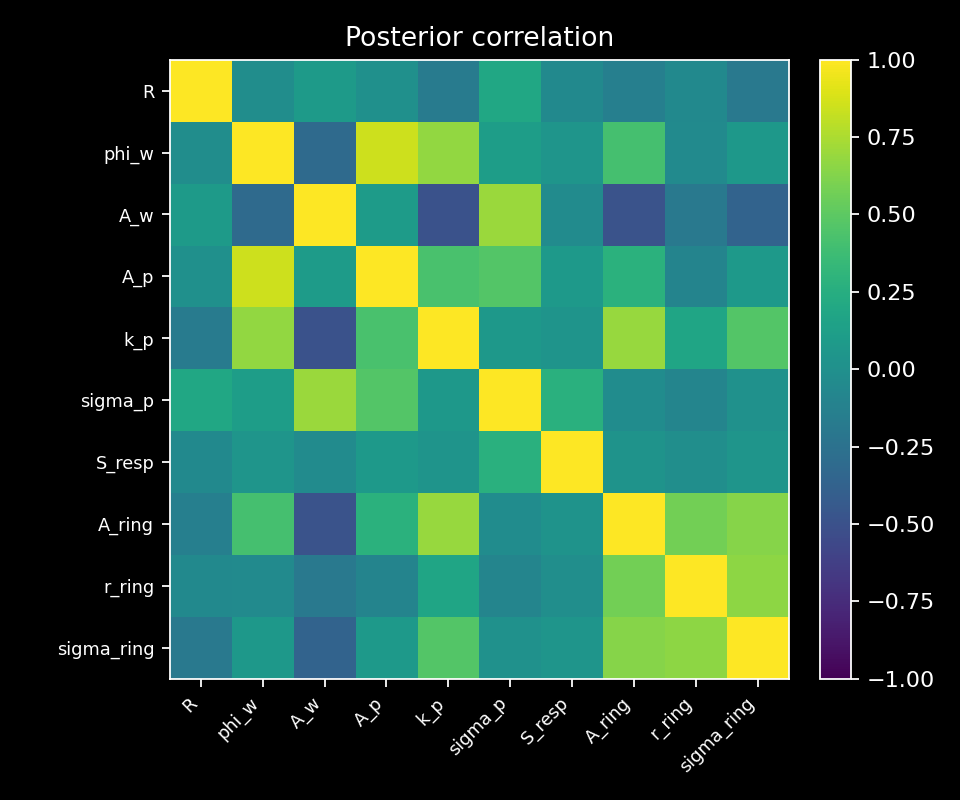 Posterior correlation
R
phi_w
A_w
A_p
k_p
sigma_p
S_resp
A_ring
r_ring
sigma_ring
R
phi_w
A_w
A_p
k_p
sigma_p
S_resp
A_ring
r_ring
sigma_ring
1.00
0.75
0.50
0.25
0.00
−0.25
−0.50
−0.75
−1.00